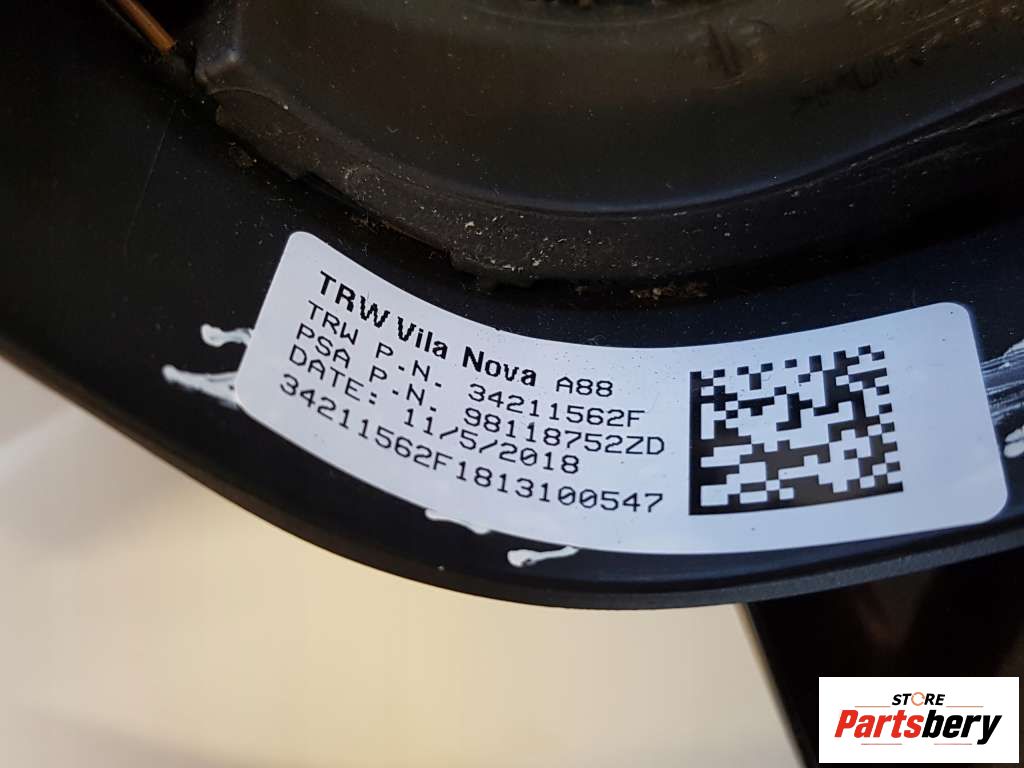 TRW Vila Nova A88
TRW P.N. 34211562F
PSA P.N. 98118752ZD
DATE: 11/5/2018
34211562F1813100547
STORE
Partsbery